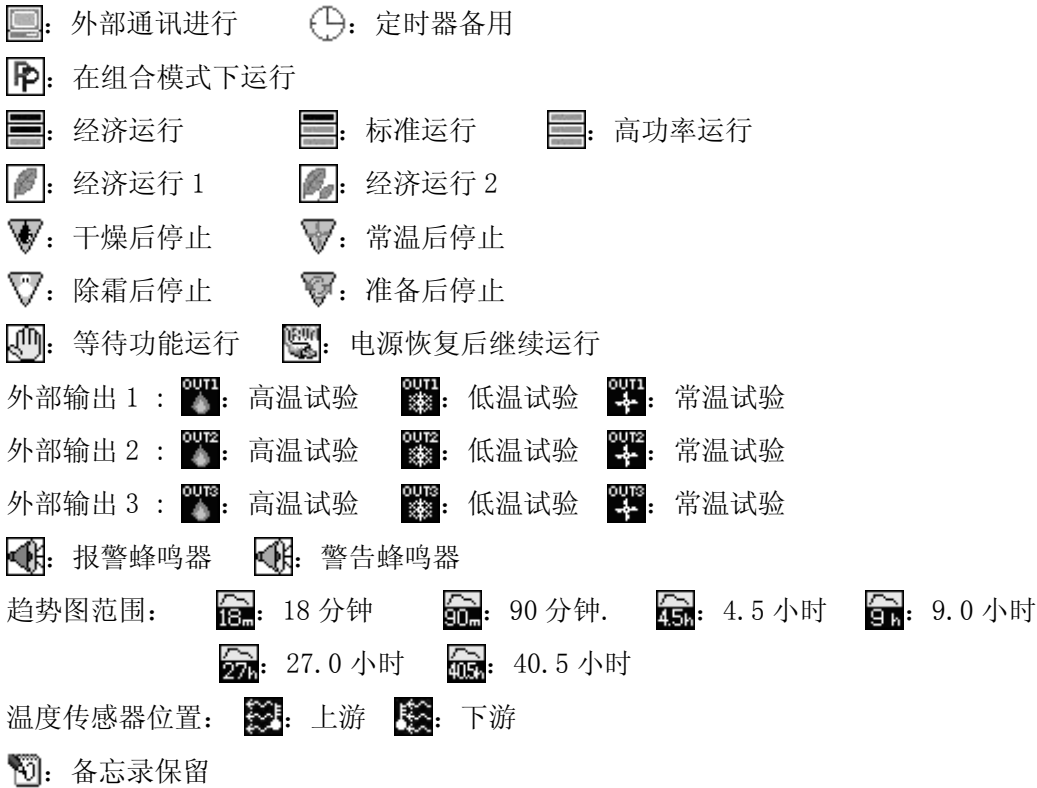 ：外部通讯进行 ：定时器备用
：在组合模式下运行
：经济运行 ：标准运行 ：高功率运行
：经济运行 1 ：经济运行 2
：干燥后停止 ：常温后停止
：除霜后停止 ：准备后停止
：等待功能运行 ：电源恢复后继续运行
外部输出 1 : OUT1：高温试验 OUT1：低温试验 OUT1：常温试验
外部输出 2 : OUT2：高温试验 OUT2：低温试验 OUT2：常温试验
外部输出 3 : OUT3：高温试验 OUT3：低温试验 OUT3：常温试验
：报警蜂鸣器 ：警告蜂鸣器
趋势图范围： 18m：18 分钟 90m：90 分钟. 4.5h：4.5 小时 9h：9.0 小时
27h：27.0 小时 40.5h：40.5 小时
温度传感器位置： ：上游 ：下游
：备忘录保留